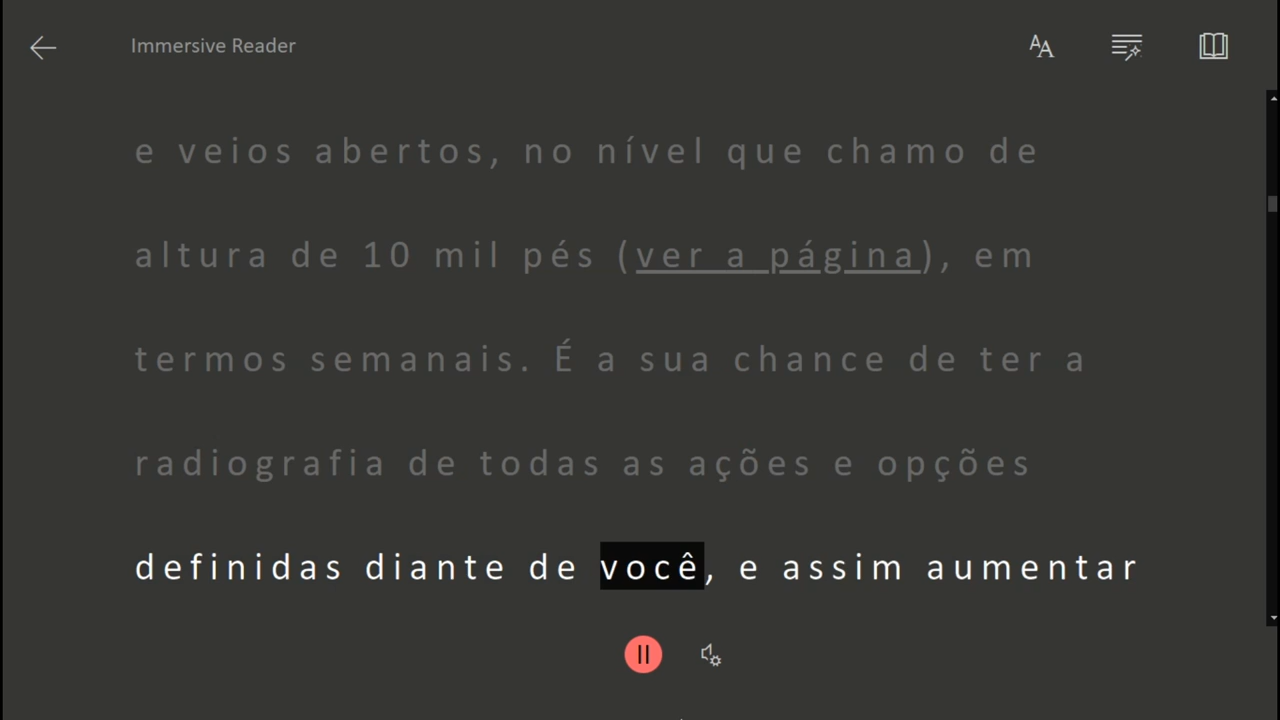 Immersive Reader
e veios abertos, no nível que chamo de
altura de 10 mil pés (ver a página), em
termos semanais. É a sua chance de ter a
radiografia de todas as ações e opções
definidas diante de você, e assim aumentar